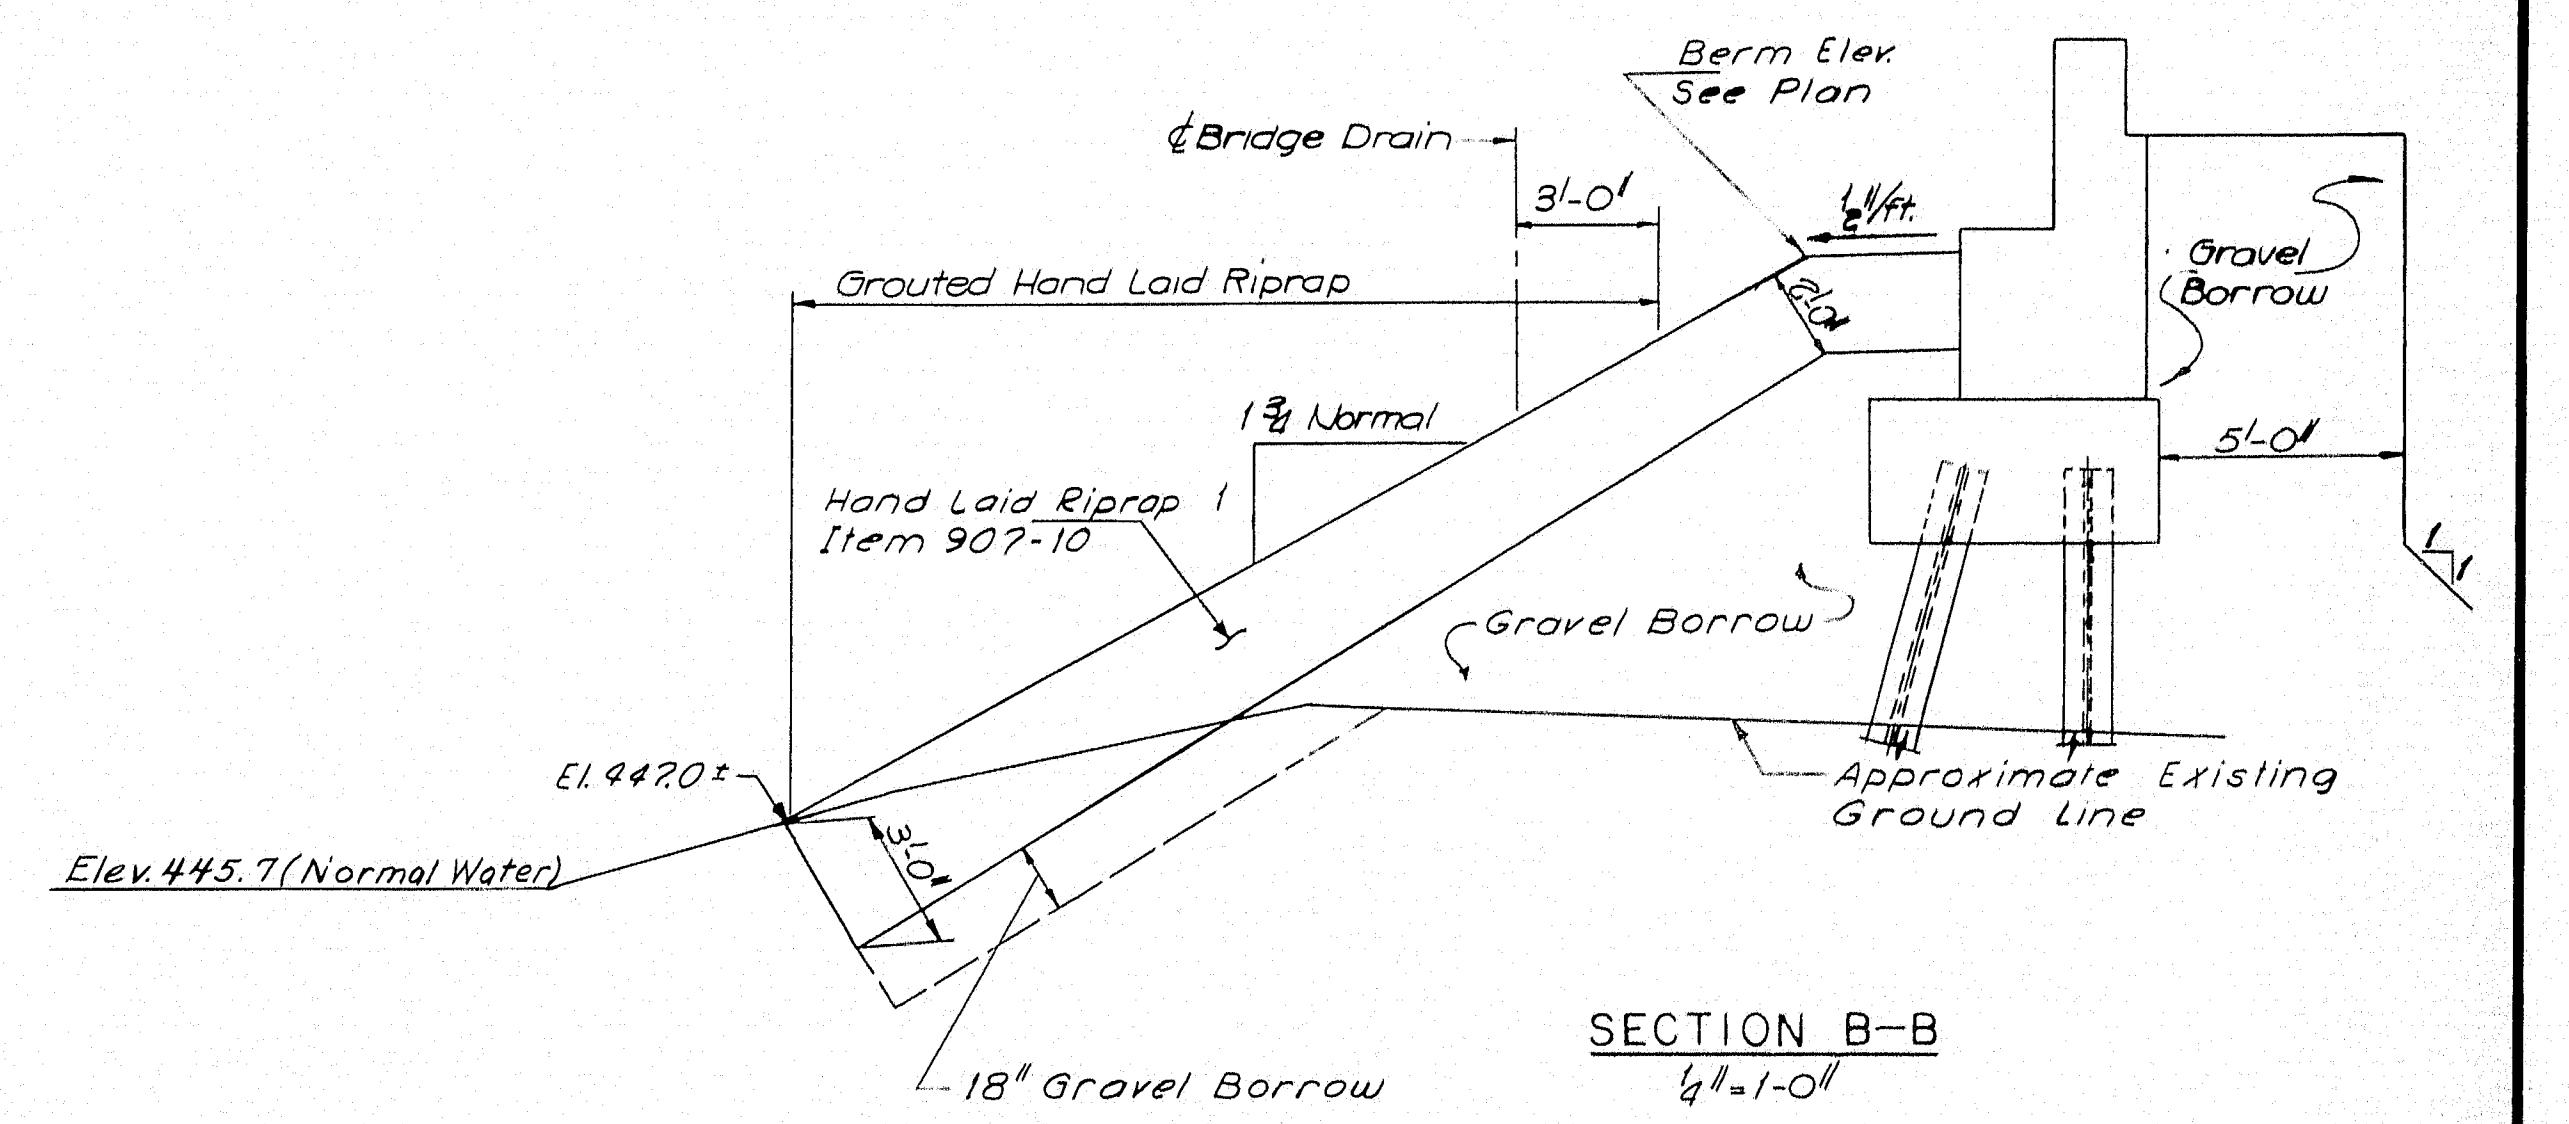 Berm Elev.
See Plan
℄ Bridge Drain
3'-0"
1/2"/ft.
Gravel
Borrow
Grouted Hand Laid Riprap
2'-0"
1 3/4 Normal
1
5'-0"
Hand Laid Riprap
Item 907-10
1
1
Gravel Borrow
El. 447.0 ±
Approximate Existing
Ground Line
3'-0"
Elev. 445.7 (Normal Water)
18" Gravel Borrow
SECTION B-B
1/4" = 1-0"